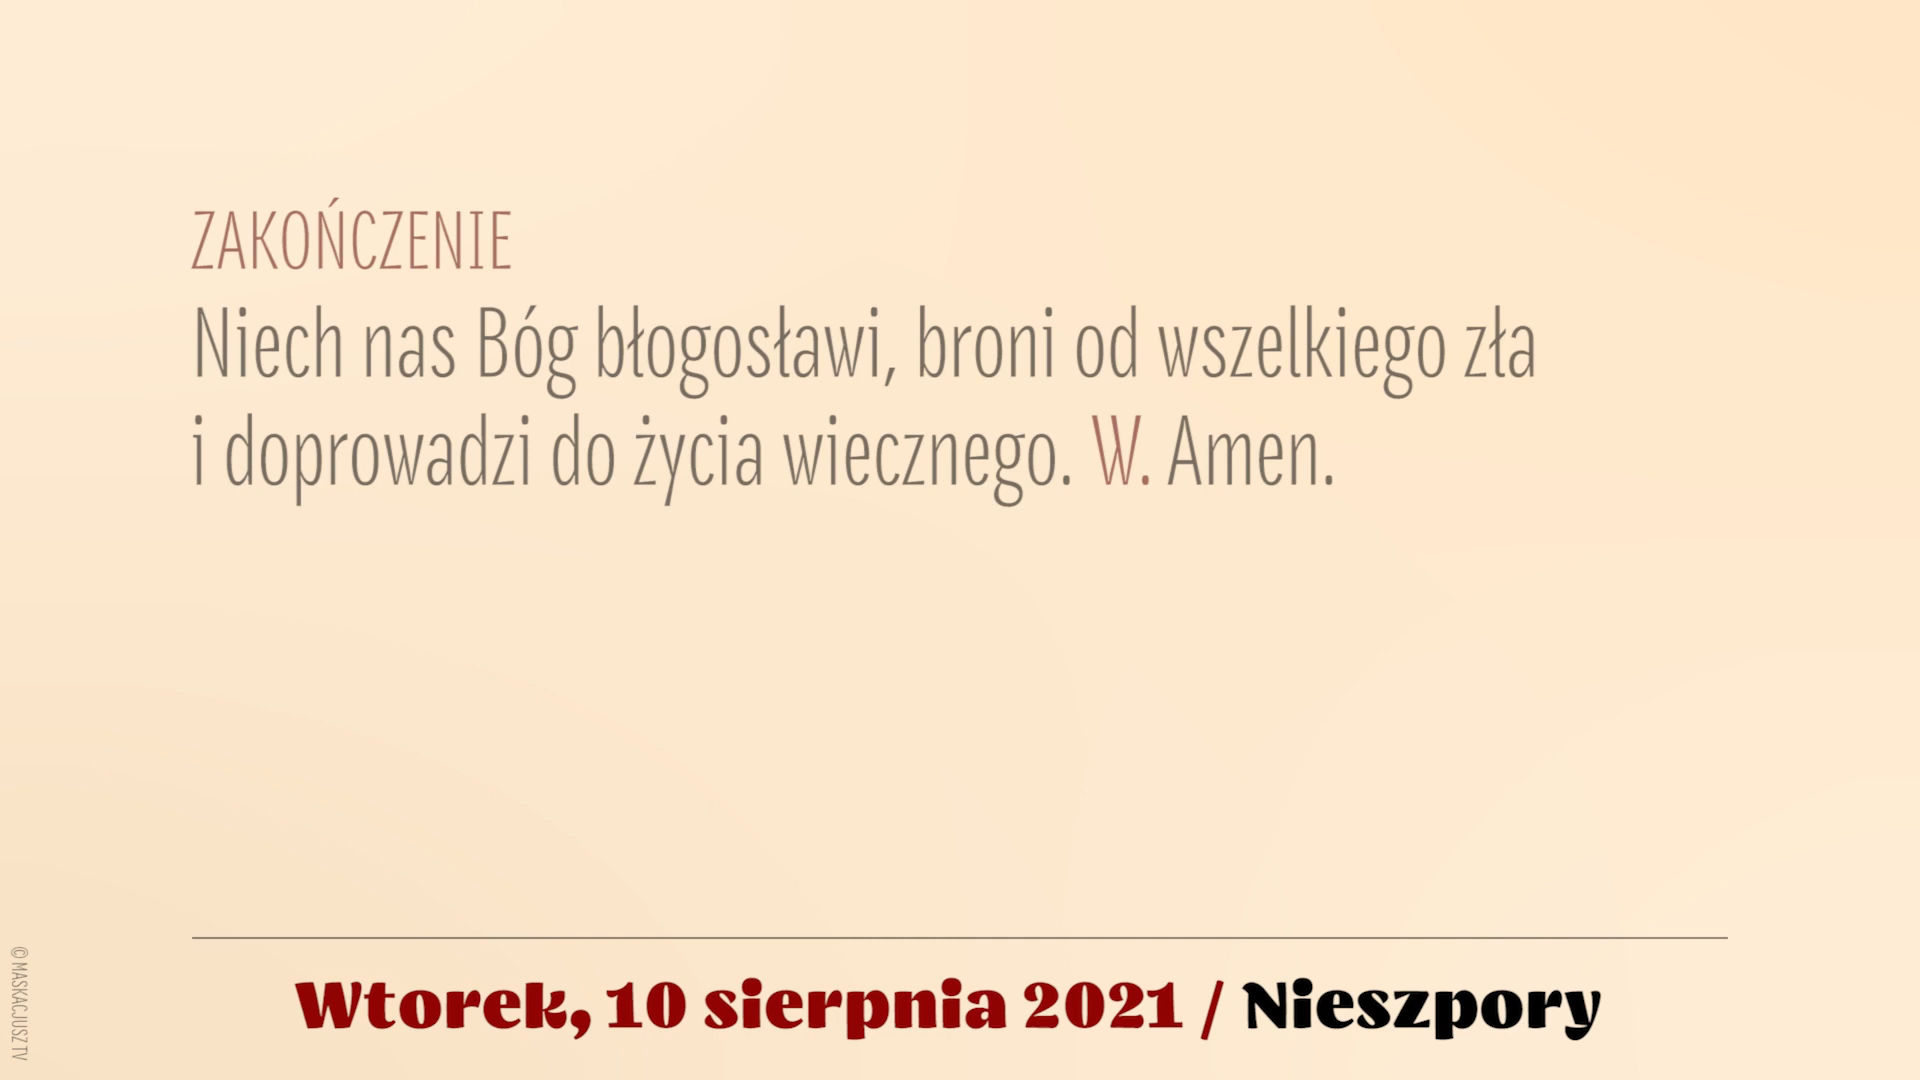 ZAKOŃCZENIE
Niech nas Bóg błogosławi, broni od wszelkiego zła
i doprowadzi do życia wiecznego. W. Amen.
Wtorek, 10 sierpnia 2021 / Nieszpory
© MASKACJUSZ TV